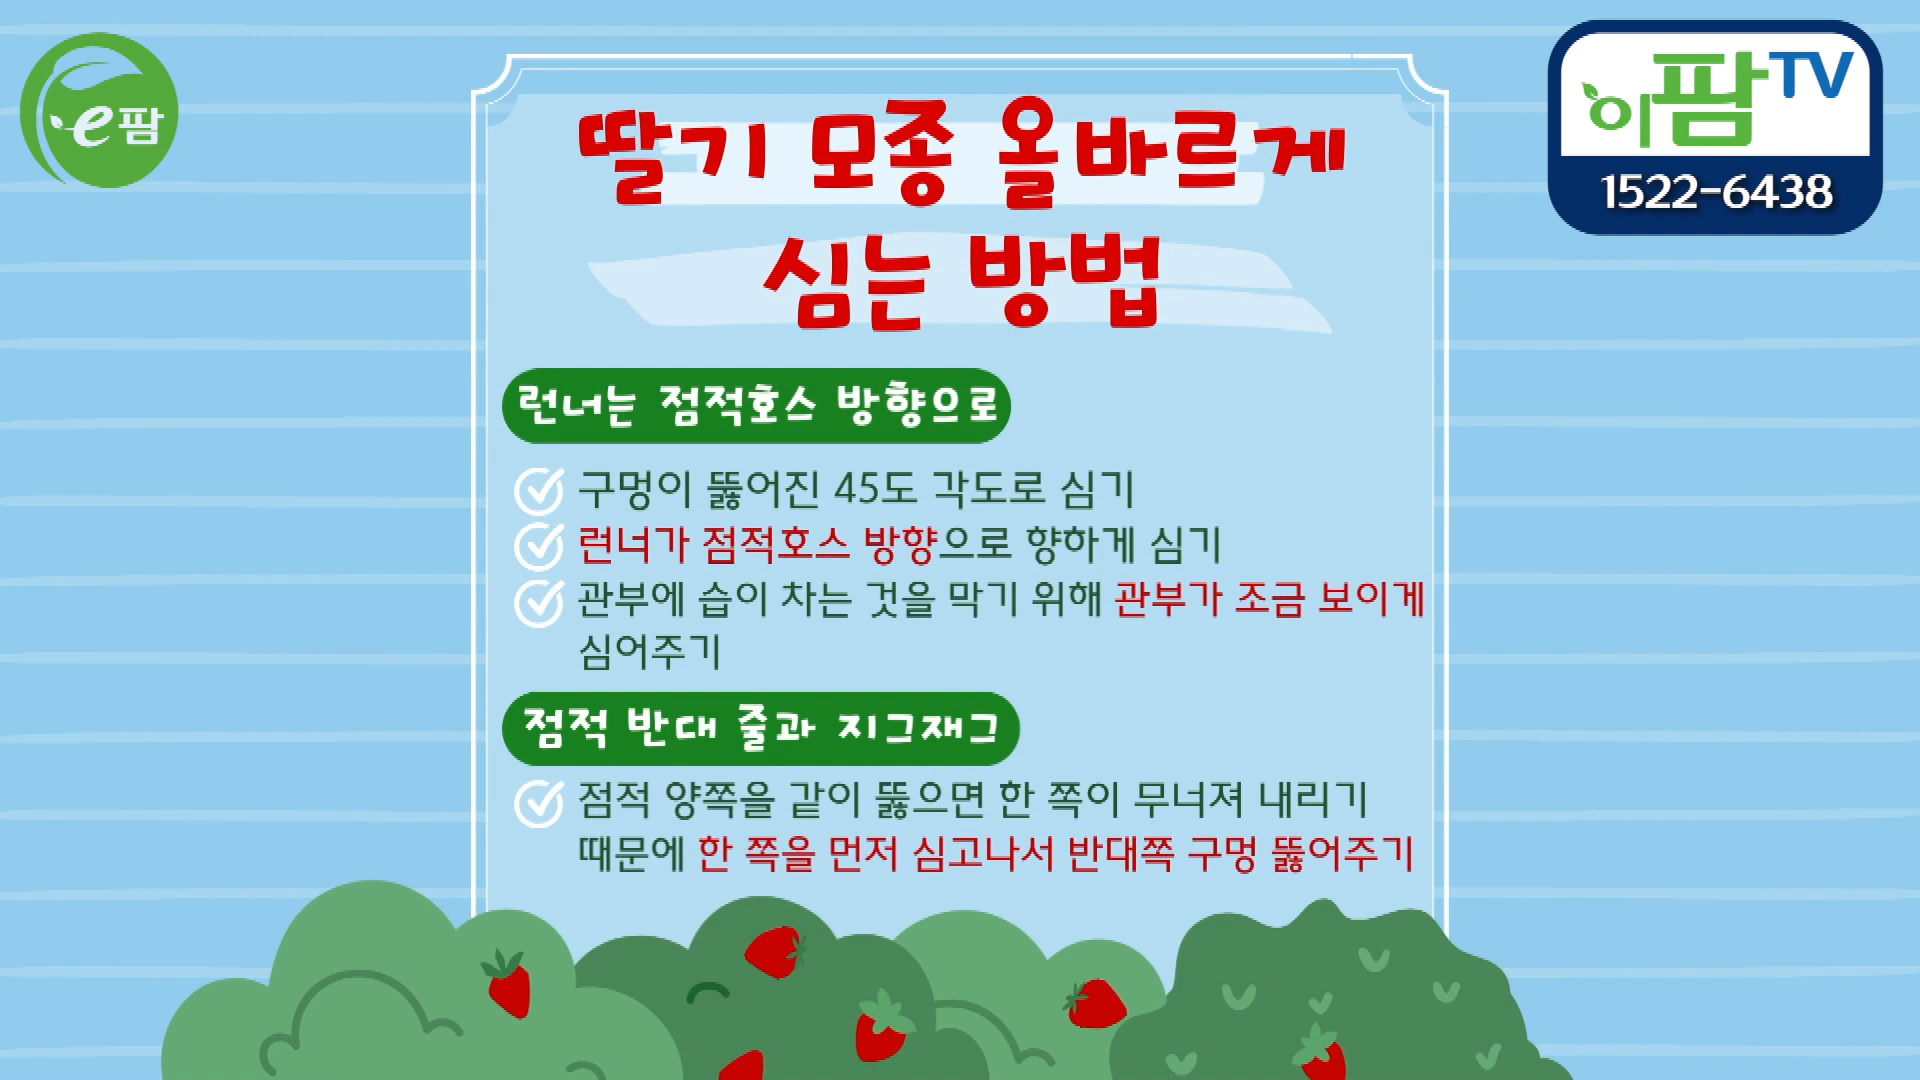 e팜
이팜TV
1522-6438
딸기 모종 올바르게
심는 방법
런너는 점적호스 방향으로
구멍이 뚫어진 45도 각도로 심기
런너가 점적호스 방향으로 향하게 심기
관부에 습이 차는 것을 막기 위해 관부가 조금 보이게
심어주기
점적 반대 줄과 지그재그
점적 양쪽을 같이 뚫으면 한 쪽이 무너져 내리기
때문에 한 쪽을 먼저 심고나서 반대쪽 구멍 뚫어주기